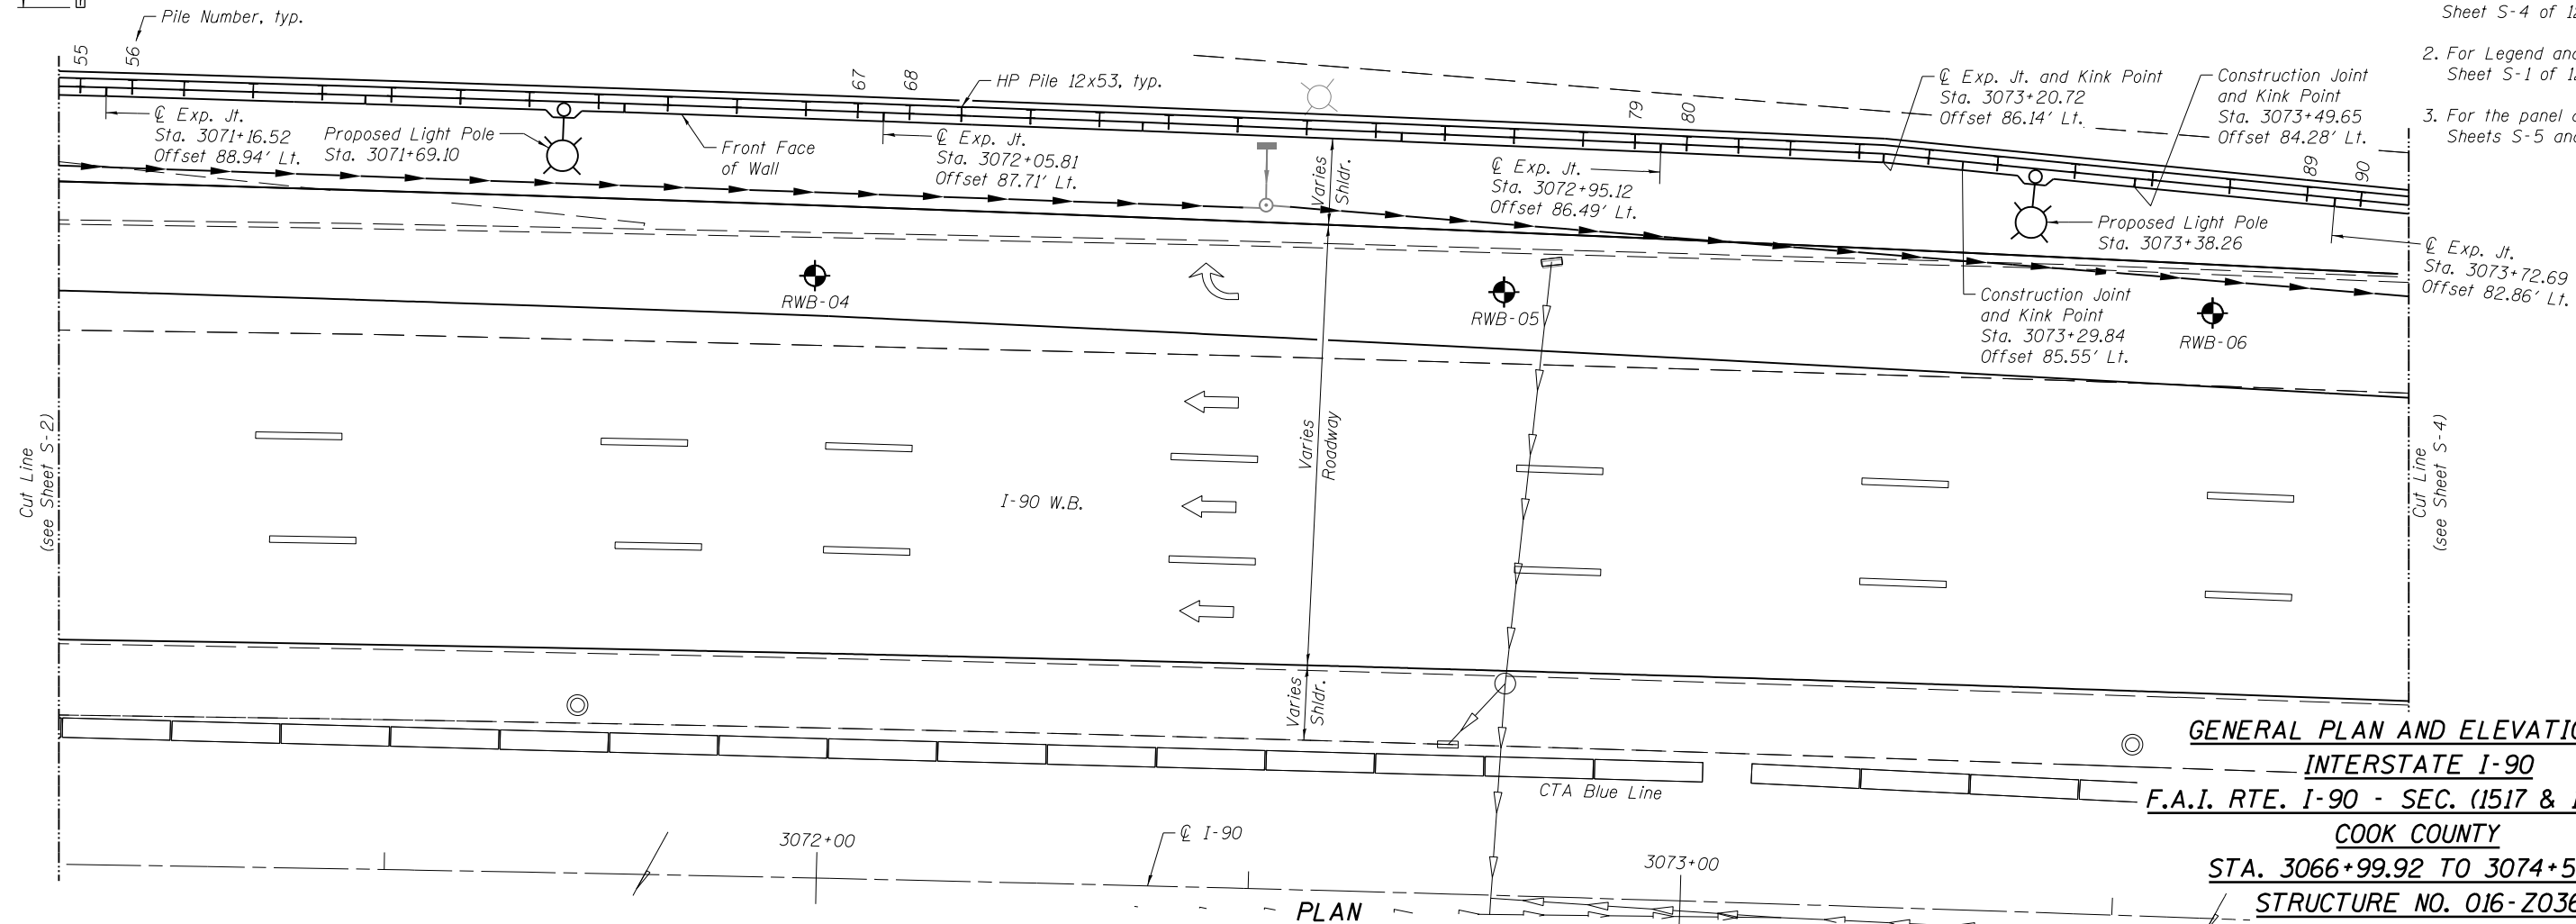 Pile Number, typ.
55
56
67
68
HP Pile 12x53, typ.
79
80
℄ Exp. Jt. and Kink Point
Sta. 3073+20.72
Offset 86.14' Lt.
Construction Joint
and Kink Point
Sta. 3073+49.65
Offset 84.28' Lt.
Sheet S-4 of
2. For Legend and
Sheet S-1 of
3. For the panel
Sheets S-5 and
℄ Exp. Jt.
Sta. 3071+16.52
Offset 88.94' Lt.
Proposed Light Pole
Sta. 3071+69.10
Front Face
of Wall
℄ Exp. Jt.
Sta. 3072+05.81
Offset 87.71' Lt.
Varies
Shldr.
℄ Exp. Jt.
Sta. 3072+95.12
Offset 86.49' Lt.
89
90
Proposed Light Pole
Sta. 3073+38.26
℄ Exp. Jt.
Sta. 3073+72.69
Offset 82.86' Lt.
RWB-04
RWB-05
Construction Joint
and Kink Point
Sta. 3073+29.84
Offset 85.55' Lt.
RWB-06
Cut Line
(see Sheet S-2)
I-90 W.B.
Varies
Roadway
Cut Line
(see Sheet S-4)
Varies
Shldr.
CTA Blue Line
3072+00
℄ I-90
3073+00
PLAN
GENERAL PLAN AND ELEVATIO
INTERSTATE I-90
F.A.I. RTE. I-90 - SEC. (1517 &
COOK COUNTY
STA. 3066+99.92 TO 3074+5
STRUCTURE NO. 016-Z03